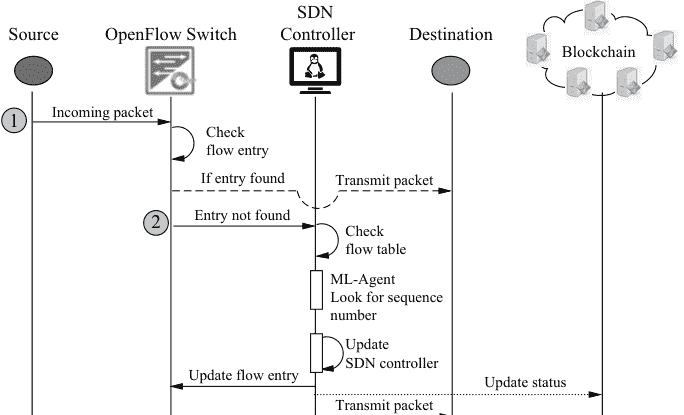 Source
OpenFlow Switch
SDN
Controller
Destination
Blockchain
1
Incoming packet
Check
flow entry
If entry found
Transmit packet
2
Entry not found
Check
flow table
ML-Agent
Look for sequence
number
Update
SDN controller
Update flow entry
Update status
Transmit packet